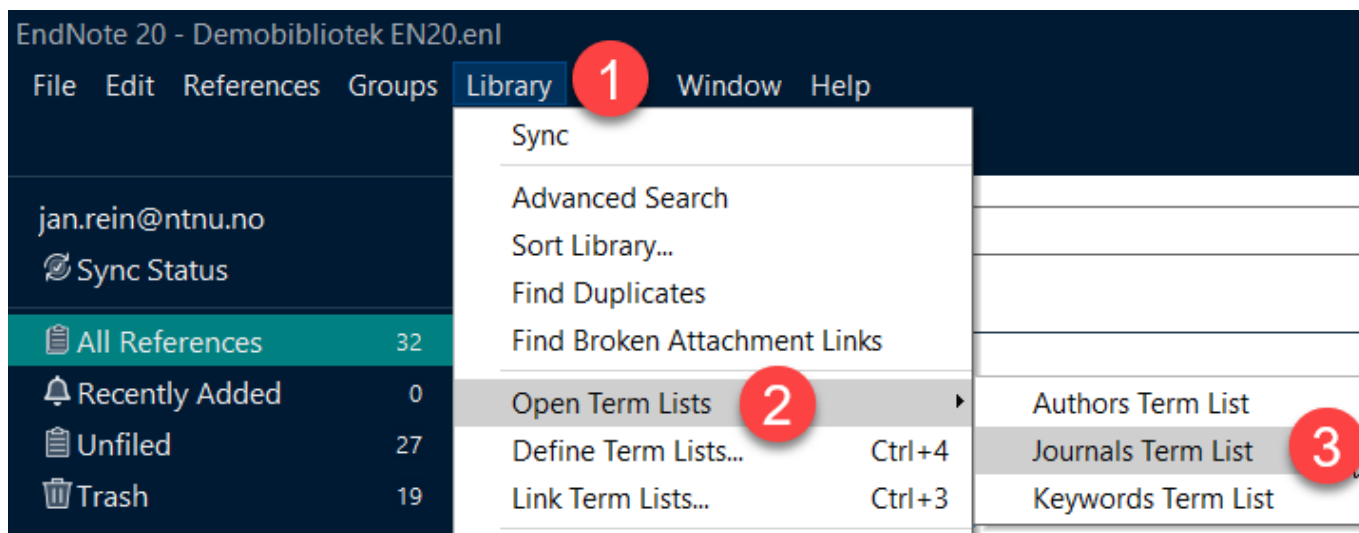 EndNote 20 - Demobibliotek EN20.enl
File Edit References Groups Library 1 Window Help
Sync
Advanced Search
Sort Library...
Find Duplicates
Find Broken Attachment Links
Open Term Lists 2
Define Term Lists... Ctrl+4
Link Term Lists... Ctrl+3
Authors Term List
Journals Term List 3
Keywords Term List
jan.rein@ntnu.no
Sync Status
All References 32
Recently Added 0
Unfiled 27
Trash 19